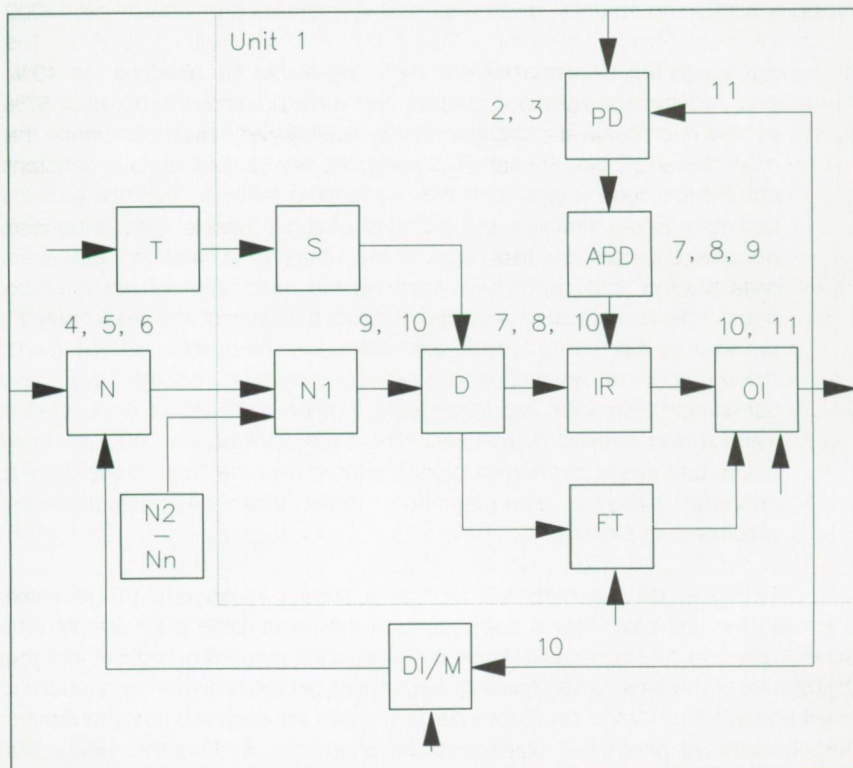 Unit 1
2, 3
PD
11
T
S
APD
7, 8, 9
4, 5, 6
9, 10
7, 8, 10
10, 11
N
N1
D
IR
OI
N2
–
Nn
FT
DI/M
10